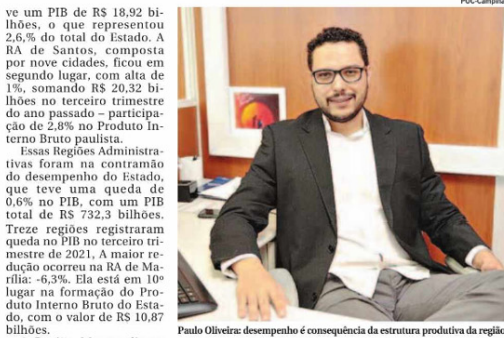 PUC-Campinas
ve um PIB de R$ 18,92 bi-
lhões, o que representou
2,6,% do total do Estado. A
RA de Santos, composta
por nove cidades, ficou em
segundo lugar, com alta de
1%, somando R$ 20,32 bi-
lhões no terceiro trimestre
do ano passado – participa-
ção de 2,8% no Produto In-
terno Bruto paulista.
Essas Regiões Administra-
tivas foram na contramão
do desempenho do Estado,
que teve uma queda de
0,6% no PIB, com um PIB
total de R$ 732,3 bilhões.
Treze regiões registraram
queda no PIB no terceiro tri-
mestre de 2021, A maior re-
dução ocorreu na RA de Ma-
rília: -6,3%. Ela está em 10º
lugar na formação do Pro-
duto Interno Bruto do Esta-
do, com o valor de R$ 10,87
bilhões.
Paulo Oliveira: desempenho é consequência da estrutura produtiva da região